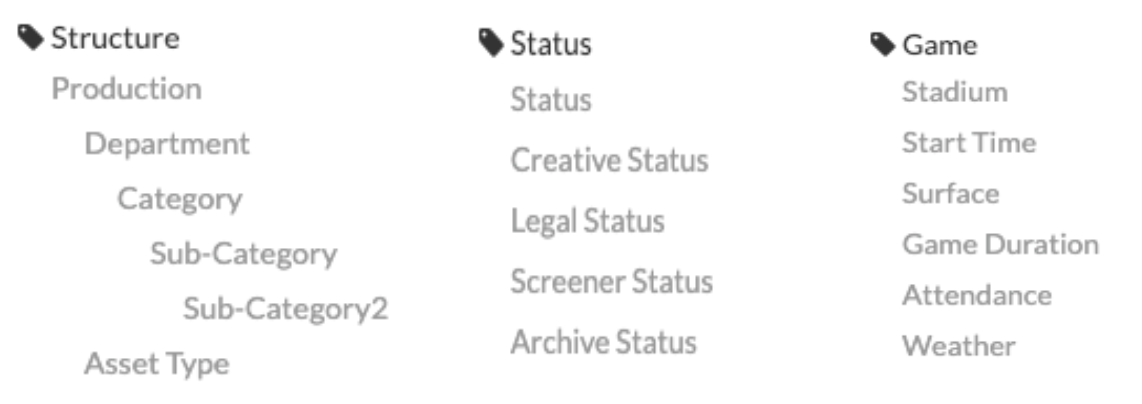 Structure
Production
Department
Category
Sub-Category
Sub-Category2
Asset Type
Status
Status
Creative Status
Legal Status
Screener Status
Archive Status
Game
Stadium
Start Time
Surface
Game Duration
Attendance
Weather